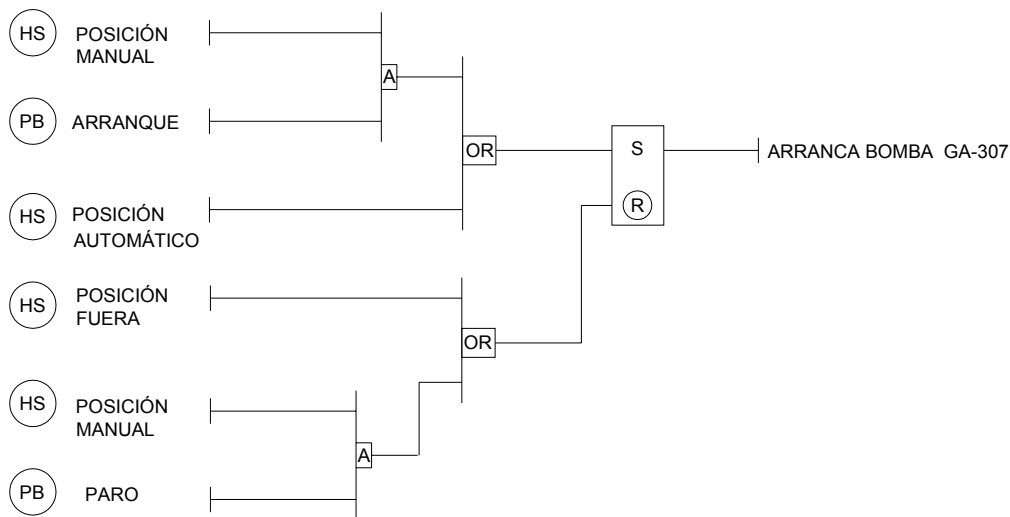 HS POSICIÓN
MANUAL
A
PB ARRANQUE
OR
S
ARRANCA BOMBA GA-307
R
HS POSICIÓN
AUTOMÁTICO
HS POSICIÓN
FUERA
OR
HS POSICIÓN
MANUAL
A
PB PARO